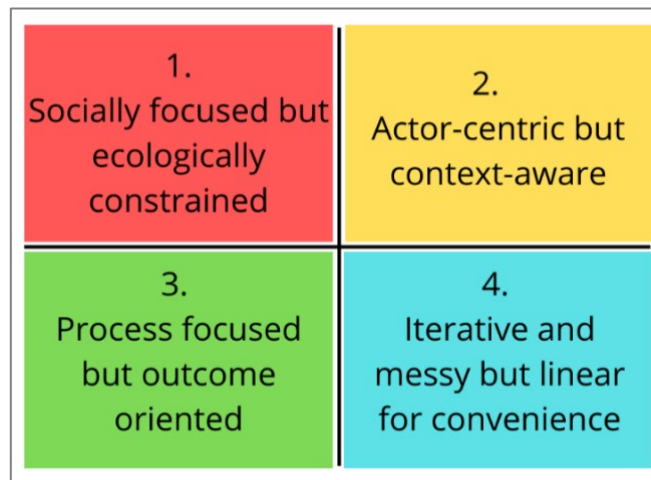 1.
Socially focused but
ecologically
constrained
2.
Actor-centric but
context-aware
3.
Process focused
but outcome
oriented
4.
Iterative and
messy but linear
for convenience